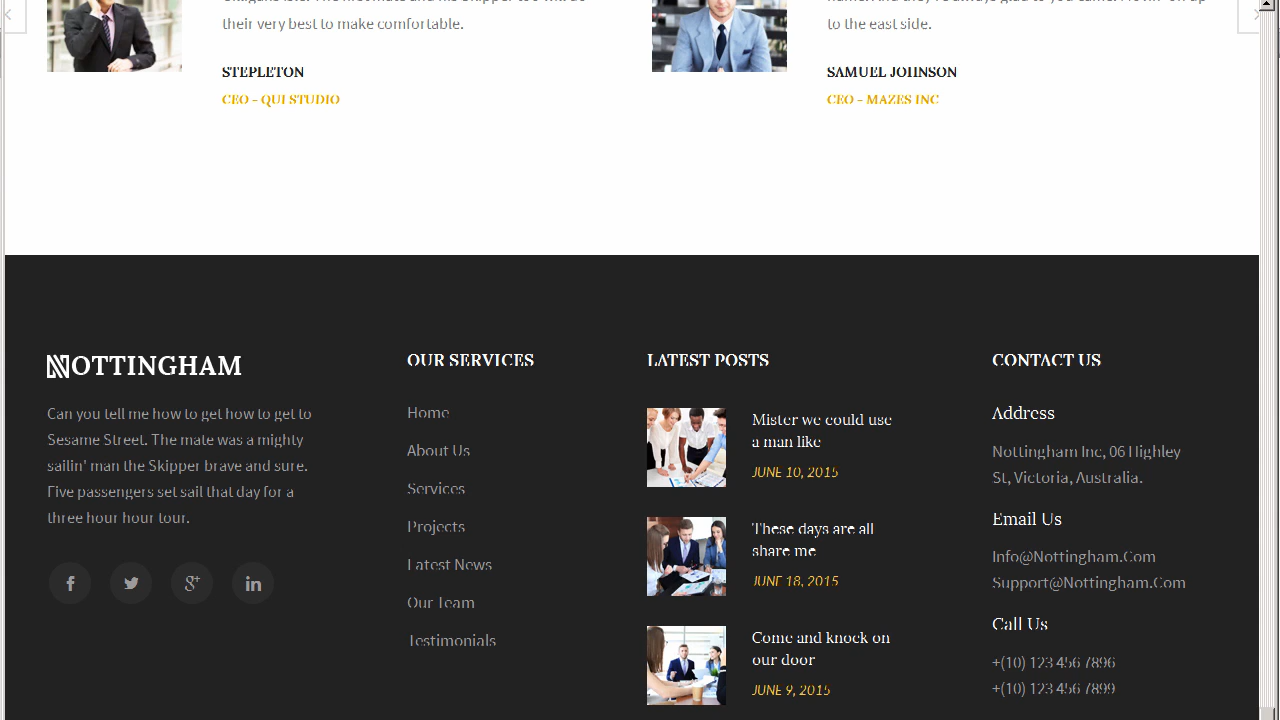 their very best to make comfortable.
STEPLETON
CEO - QUI STUDIO
to the east side.
SAMUEL JOHNSON
CEO - MAZES INC
NOTTINGHAM
Can you tell me how to get how to get to
Sesame Street. The mate was a mighty
sailin' man the Skipper brave and sure.
Five passengers set sail that day for a
three hour hour tour.
OUR SERVICES
Home
About Us
Services
Projects
Latest News
Our Team
Testimonials
LATEST POSTS
Mister we could use
a man like
JUNE 10, 2015
These days are all
share me
JUNE 18, 2015
Come and knock on
our door
JUNE 9, 2015
CONTACT US
Address
Nottingham Inc, 06 Highley
St, Victoria, Australia.
Email Us
Info@Nottingham.Com
Support@Nottingham.Com
Call Us
+(10) 123 456 7896
+(10) 123 456 7899